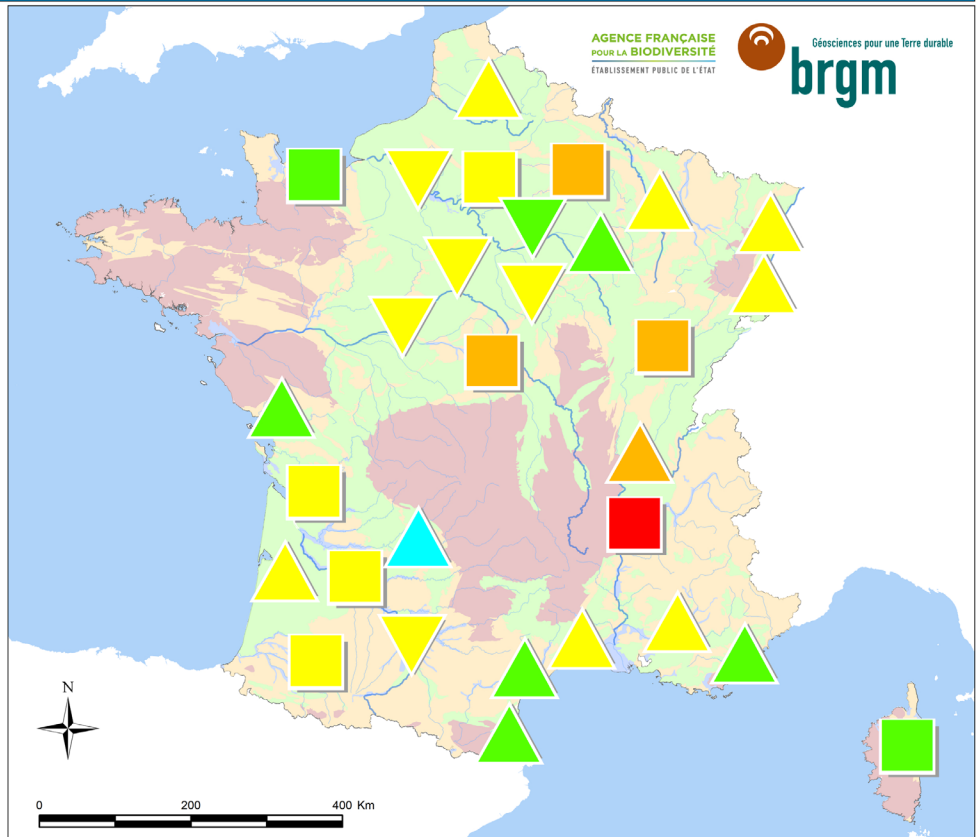 AGENCE FRANÇAISE
POUR LA BIODIVERSITÉ
ÉTABLISSEMENT PUBLIC DE L'ÉTAT
Géosciences pour une Terre durable
brgm
N
0 200 400 Km